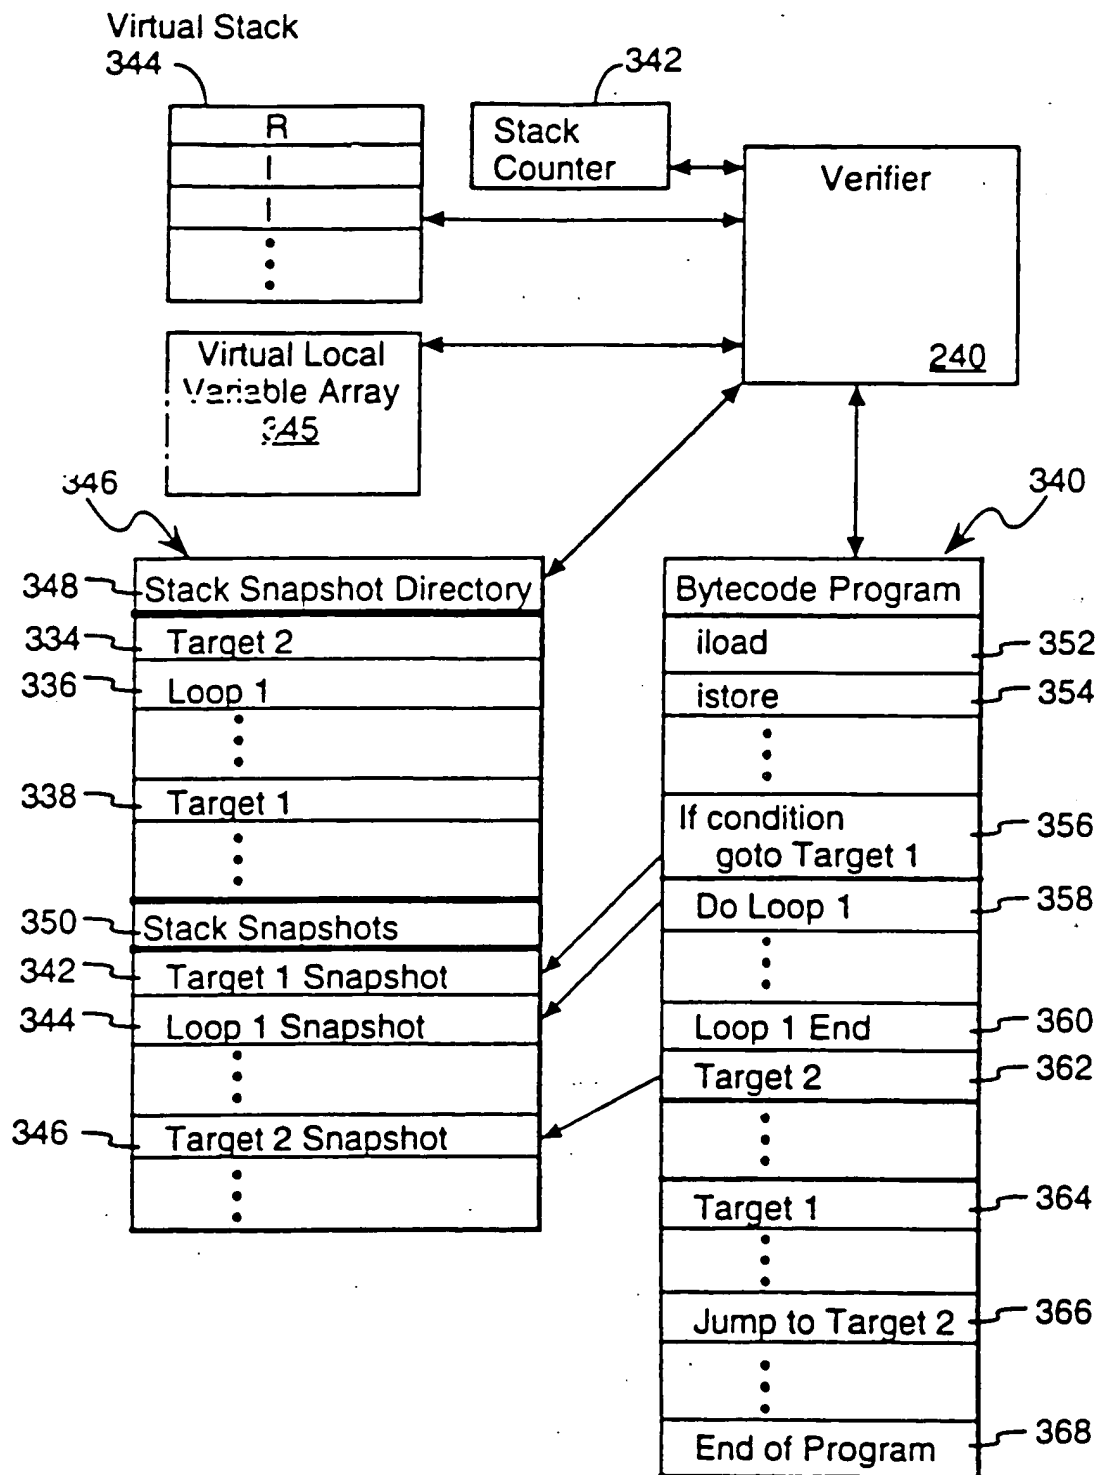 Virtual Stack
344
R
I
I
342
Stack
Counter
Verifier
240
Virtual Local
Variable Array
345
346
348
Stack Snapshot Directory
334
Target 2
336
Loop 1
338
Target 1
350
Stack Snapshots
342
Target 1 Snapshot
344
Loop 1 Snapshot
346
Target 2 Snapshot
340
Bytecode Program
iload
352
istore
354
If condition
goto Target 1
356
Do Loop 1
358
Loop 1 End
360
Target 2
362
Target 1
364
Jump to Target 2
366
End of Program
368